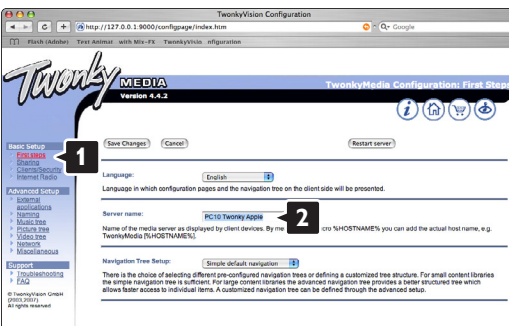 TwonkyVision Configuration
http://127.0.0.1:9000/configpage/index.htm
Google
Flash (Adobe) Text Animal with Mix-FX TwonkyVisio nfiguration
Twonky
MEDIA
Version 4.4.2
TwonkyMedia Configuration: First Steps
Save Changes Cancel Restart server
Basic Setup
First steps
Sharing
Clients/Security
Internet Radio
1
Advanced Setup
External
applications
Naming
Music tree
Picture tree
Video tree
Network
Miscellaneous
Support
Troubleshooting
FAQ
© TwonkyVision GmbH
(2003,2007).
All rights reserved
Language: English
Language in which configuration pages and the navigation tree on the client side will be presented.
Server name: PC10 Twonky Apple
2
Name of the media server as displayed by client devices. By me cro %HOSTNAME% you can add the actual host name, e.g.
TwonkyMedia [%HOSTNAME%].
Navigation Tree Setup: Simple default navigation
There is the choice of selecting different pre-configured navigation trees or defining a customized tree structure. For small content libraries
the simple navigation tree is sufficient. For large content libraries the advanced navigation tree provides a better structured tree which
allows faster access to individual items. A customized navigation tree can be defined through the advanced setup.